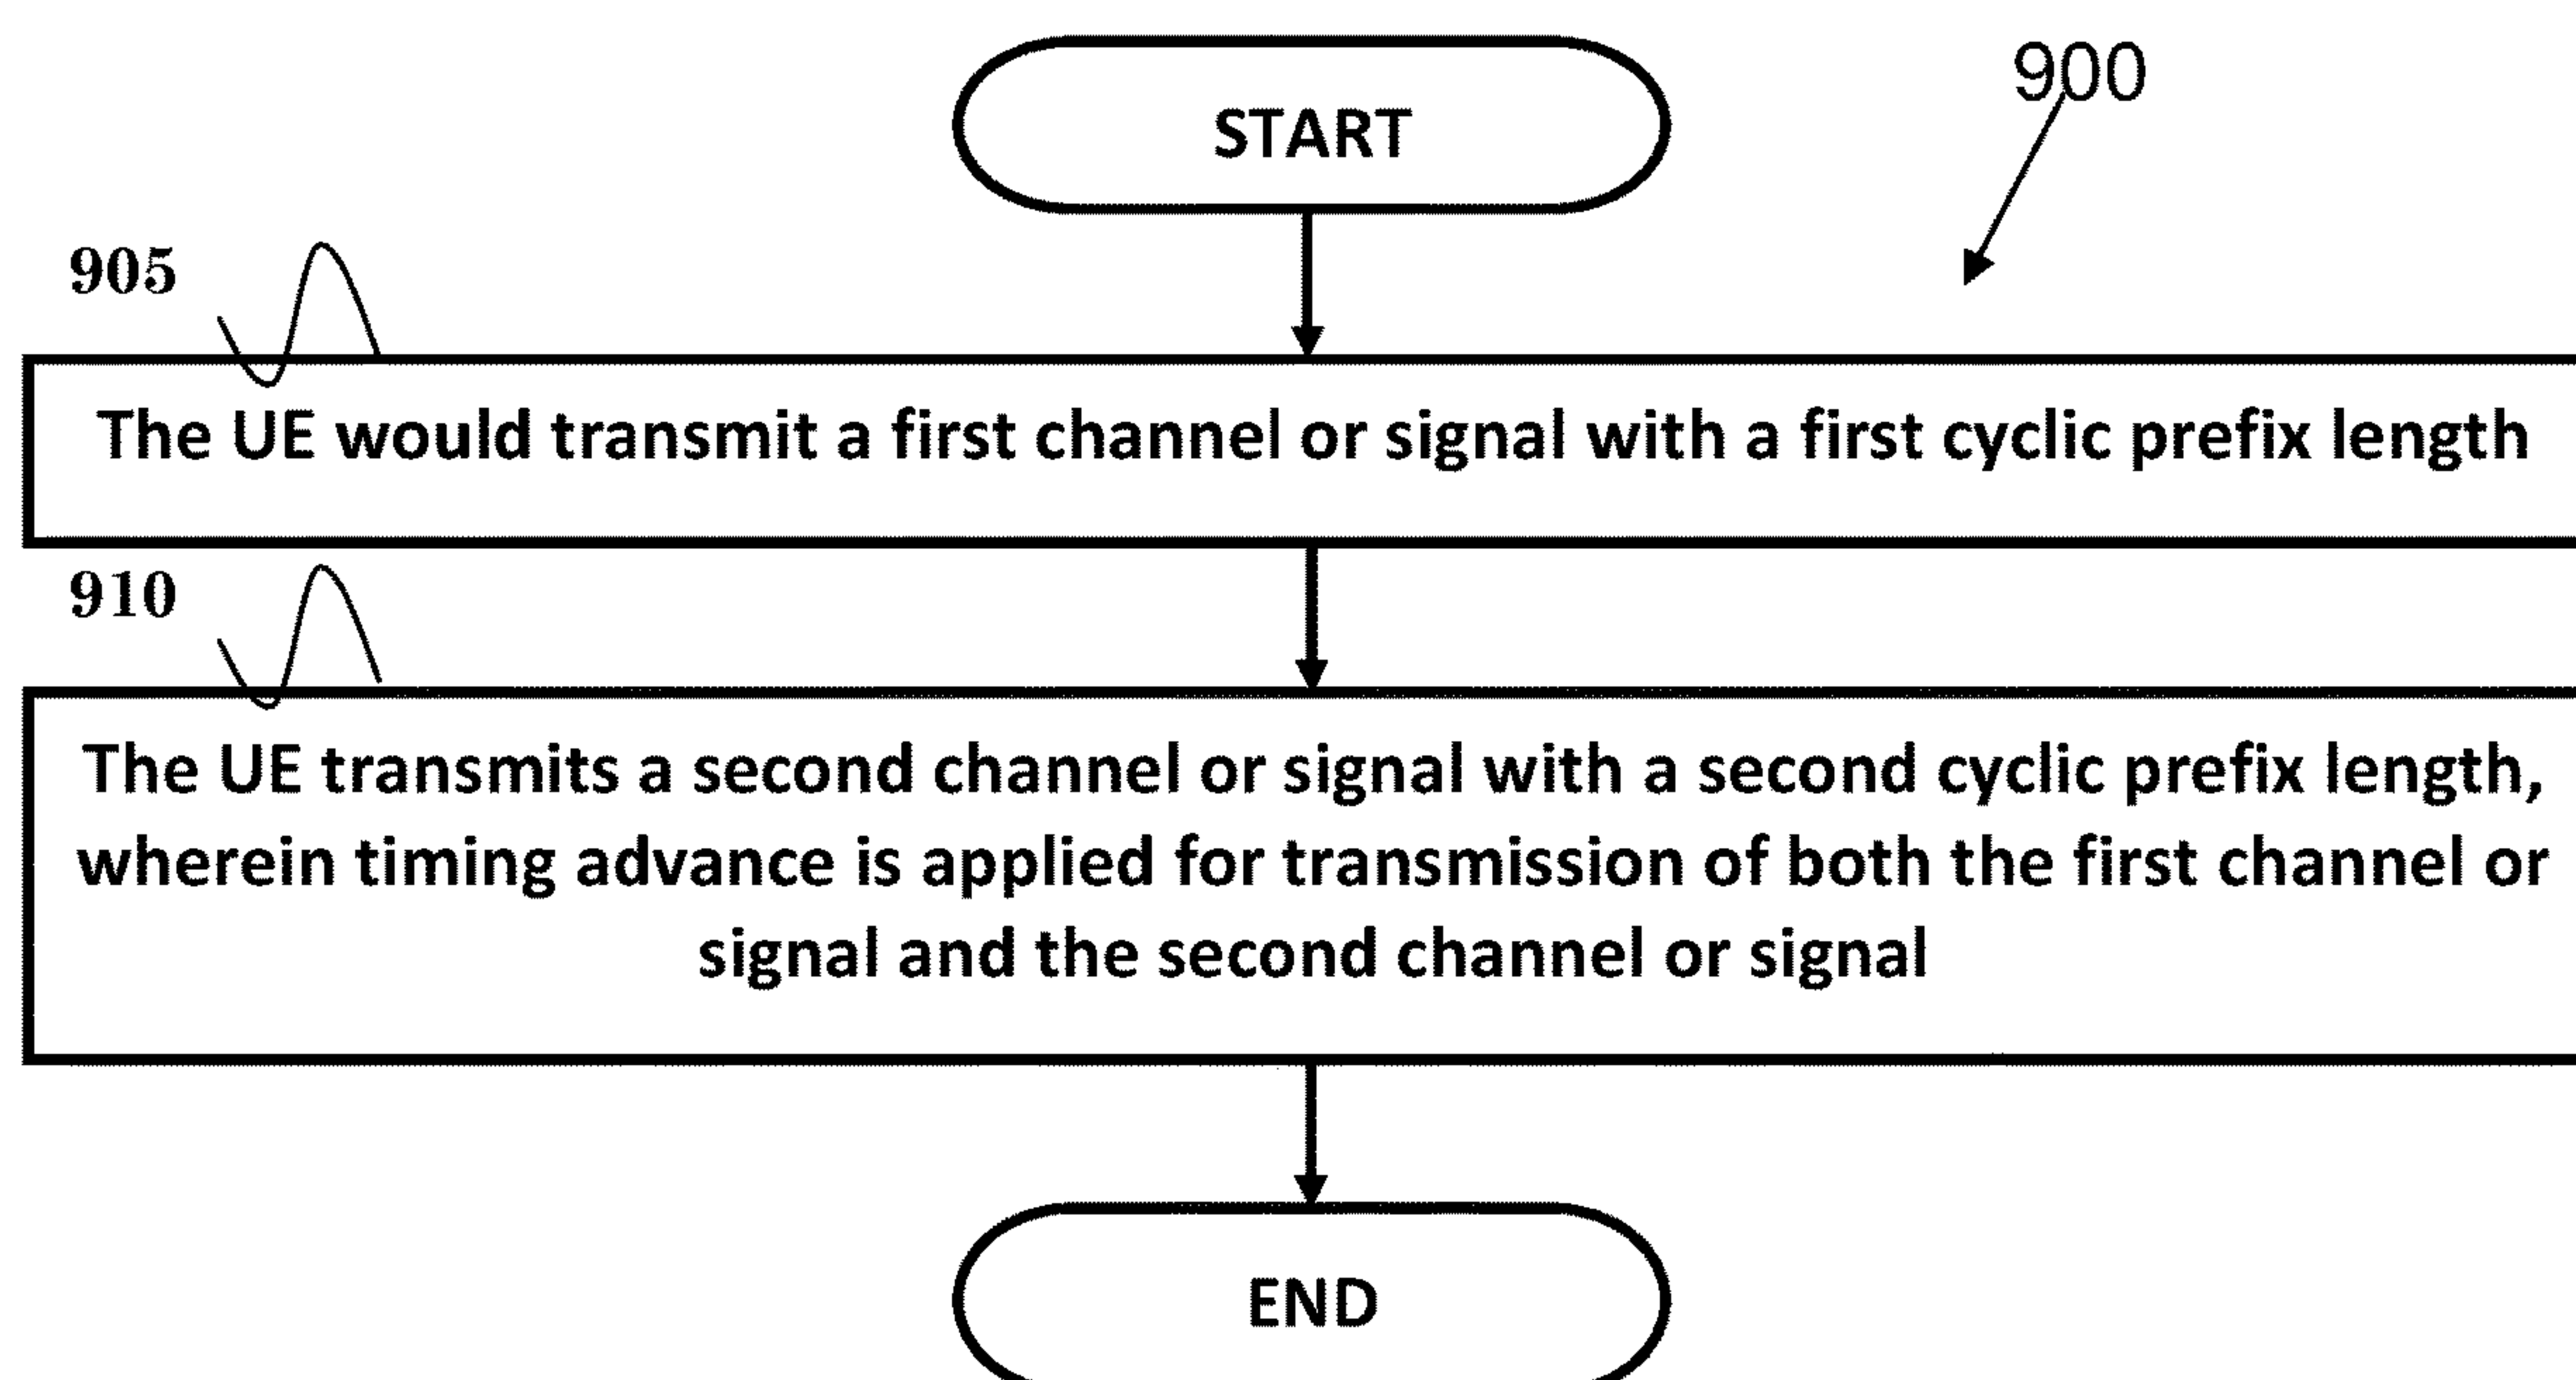 START
900
905
The UE would transmit a first channel or signal with a first cyclic prefix length
910
The UE transmits a second channel or signal with a second cyclic prefix length,
wherein timing advance is applied for transmission of both the first channel or
signal and the second channel or signal
END